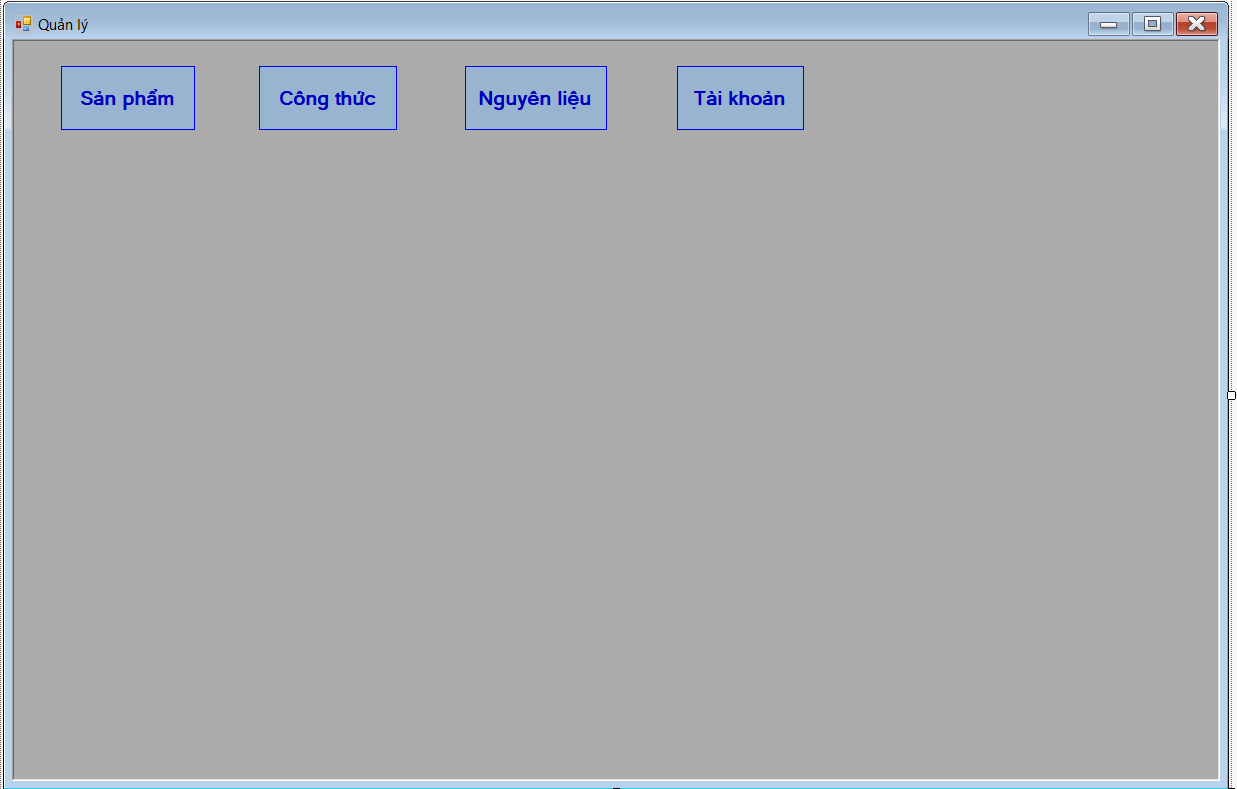 Quản lý
Sản phẩm
Công thức
Nguyên liệu
Tài khoản